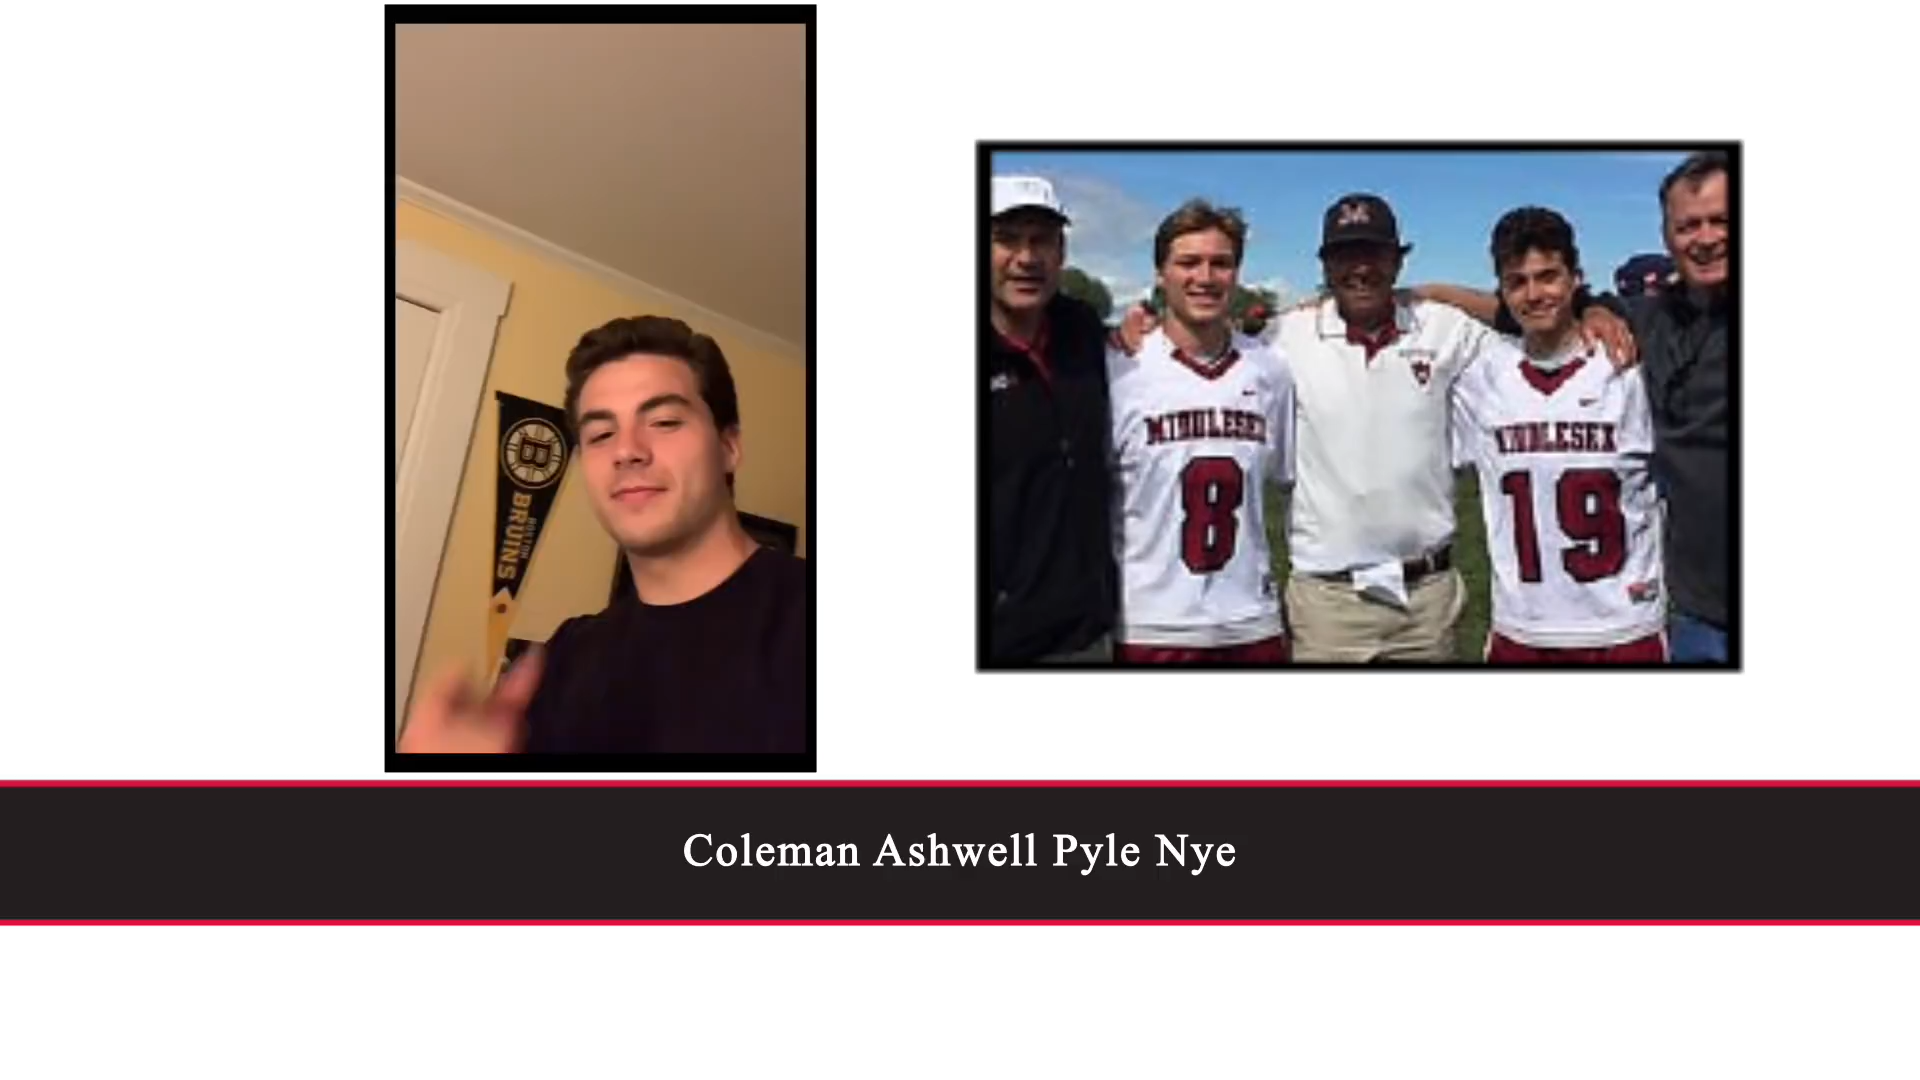 B
BOSTON
BRUINS
M
MIDDLESEX
8
MIDDLESEX
19
Coleman Ashwell Pyle Nye